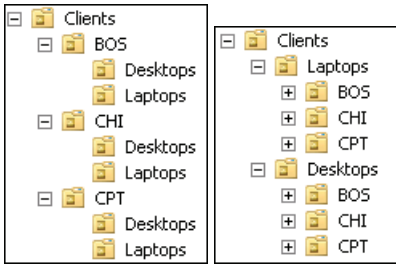 Clients
BOS
Desktops
Laptops
CHI
Desktops
Laptops
CPT
Desktops
Laptops
Clients
Laptops
BOS
CHI
CPT
Desktops
BOS
CHI
CPT